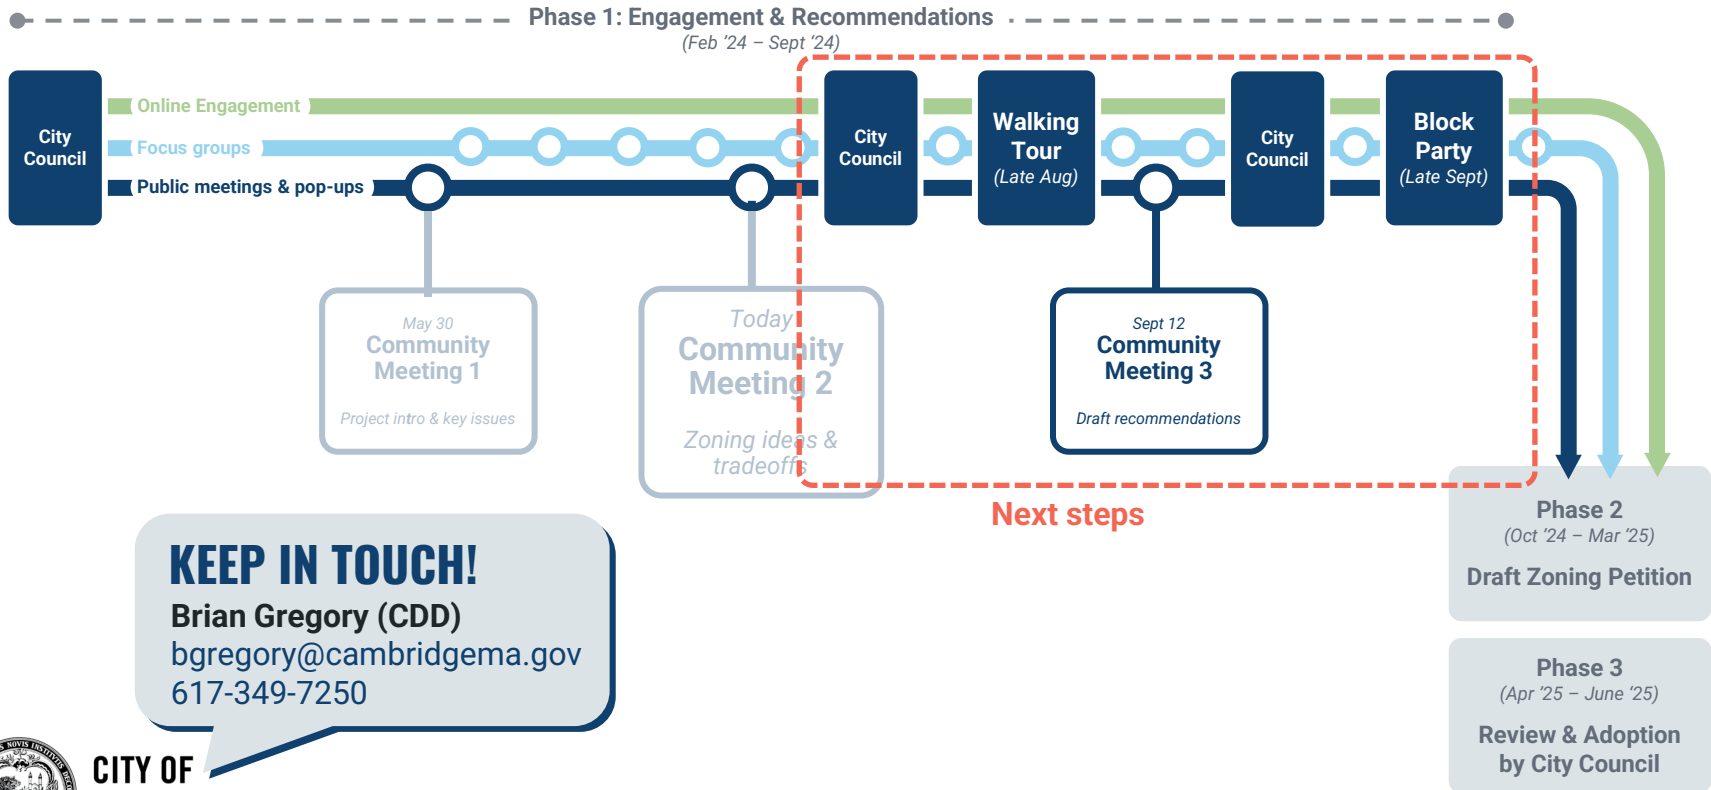 Phase 1: Engagement & Recommendations
(Feb ‘24 – Sept ‘24)
City
Council
Online Engagement
Focus groups
Public meetings & pop-ups
City
Council
Walking
Tour
(Late Aug)
City
Council
Block
Party
(Late Sept)
May 30
Community
Meeting 1
Project intro & key issues
Today
Community
Meeting 2
Zoning ideas &
tradeoffs
Sept 12
Community
Meeting 3
Draft recommendations
Next steps
Phase 2
(Oct ‘24 – Mar ‘25)
Draft Zoning Petition
Phase 3
(Apr ‘25 – June ‘25)
Review & Adoption
by City Council
KEEP IN TOUCH!
Brian Gregory (CDD)
bgregory@cambridgema.gov
617-349-7250
NOVIS INSTITVTIS
CITY OF